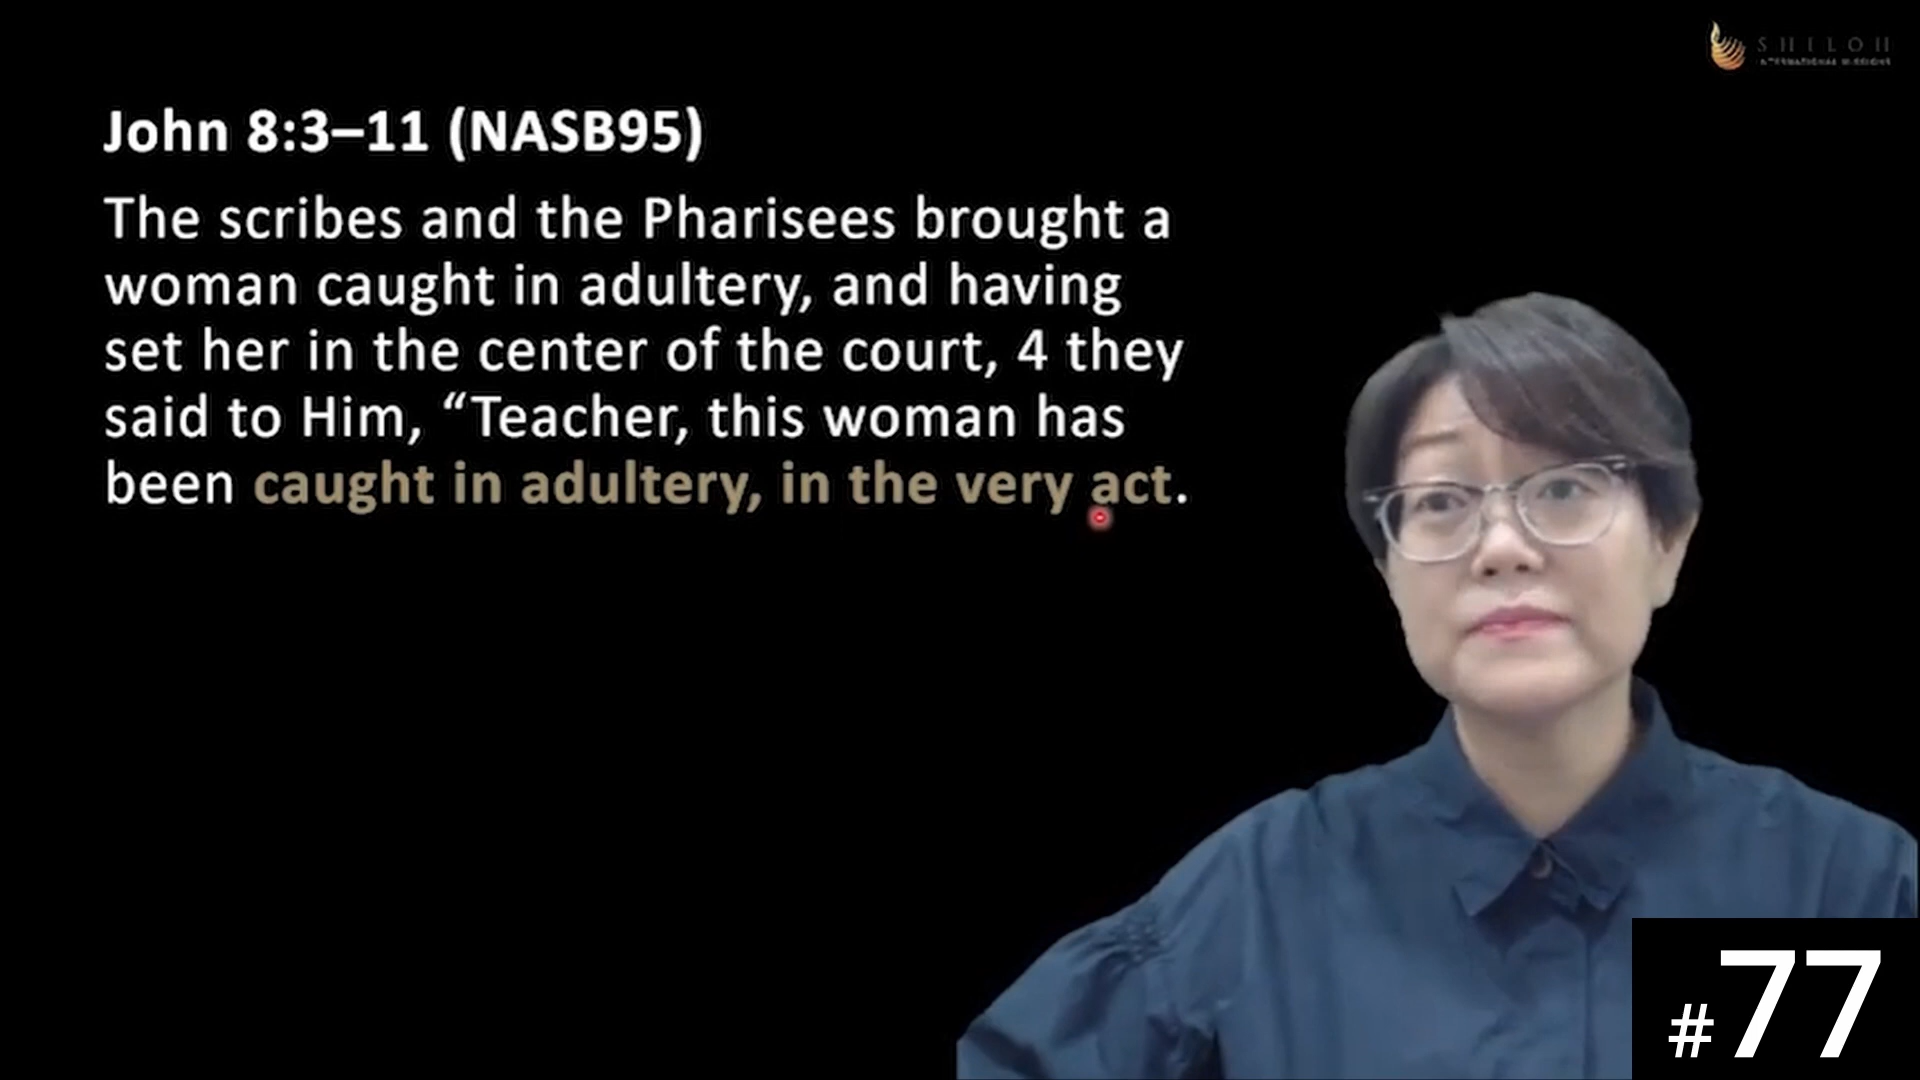 SHILOH
INTERNATIONAL MISSIONS
John 8:3–11 (NASB95)
The scribes and the Pharisees brought a
woman caught in adultery, and having
set her in the center of the court, 4 they
said to Him, “Teacher, this woman has
been caught in adultery, in the very act.
#77